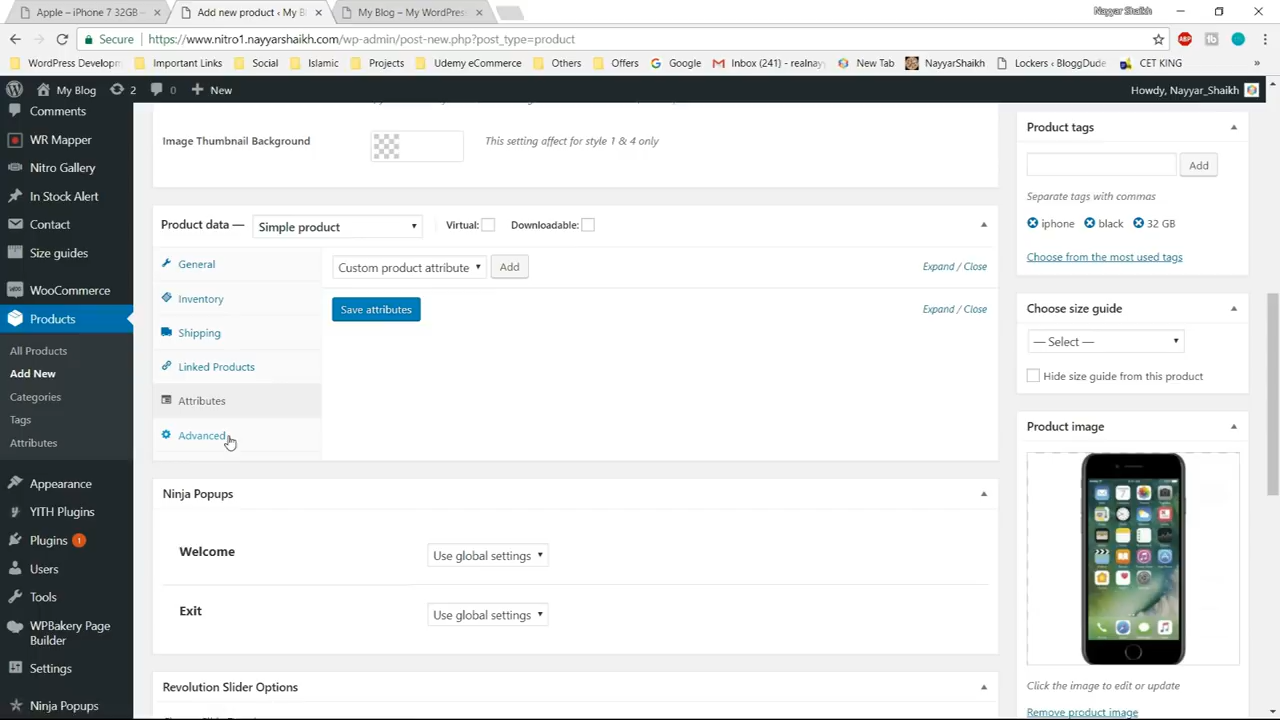 Apple – iPhone 7 32GB –
Add new product ‹ My B
My Blog – My WordPress
Nayyar Shaikh
Secure
https://www.nitro1.nayyarshaikh.com/wp-admin/post-new.php?post_type=product
WordPress Develop
Important Links
Social
Islamic
Projects
Udemy eCommerce
Others
Offers
Google
Inbox (241) - realnay
New Tab
NayyarShaikh
Lockers ‹ BloggDude
CET KING
My Blog
2
0
New
Howdy, Nayyar_Shaikh
Comments
WR Mapper
Nitro Gallery
In Stock Alert
Contact
Size guides
WooCommerce
Products
All Products
Add New
Categories
Tags
Attributes
Appearance
YITH Plugins
Plugins 1
Users
Tools
WPBakery Page
Builder
Settings
Ninja Popups
Image Thumbnail Background
This setting affect for style 1 & 4 only
Product data —
Simple product
Virtual:
Downloadable:
General
Inventory
Shipping
Linked Products
Attributes
Advanced
Custom product attribute
Add
Expand / Close
Save attributes
Expand / Close
Ninja Popups
Welcome
Use global settings
Exit
Use global settings
Revolution Slider Options
Product tags
Add
Separate tags with commas
iphone
black
32 GB
Choose from the most used tags
Choose size guide
— Select —
Hide size guide from this product
Product image
Click the image to edit or update
Remove product image